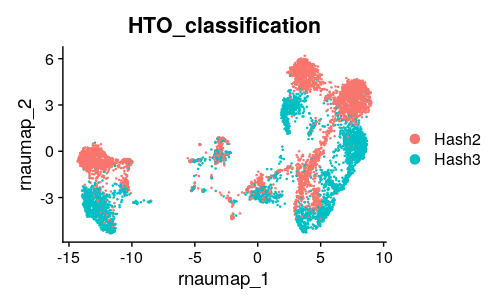 HTO_classification
6
3
0
-3
rnaumap_2
-15
-10
-5
0
5
10
rnaumap_1
Hash2
Hash3